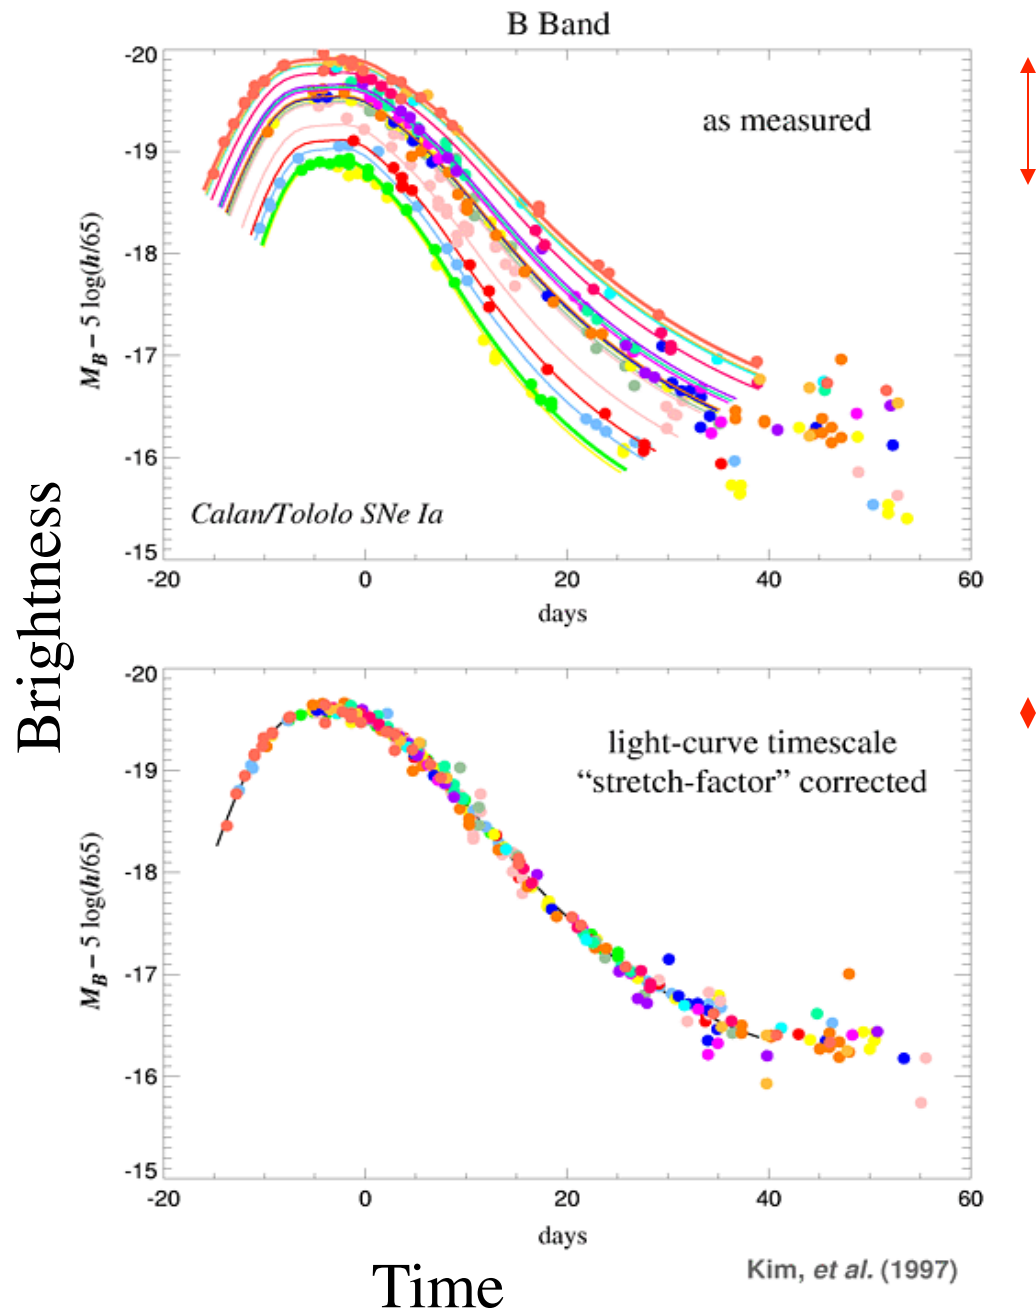 B Band
-20
-19
-18
-17
-16
-15
M_B − 5 log(h/65)
as measured
Calan/Tololo SNe Ia
-20 0 20 40 60
days
Brightness
-20
-19
-18
-17
-16
-15
M_B − 5 log(h/65)
light-curve timescale
“stretch-factor” corrected
-20 0 20 40 60
days
Time
Kim, et al. (1997)